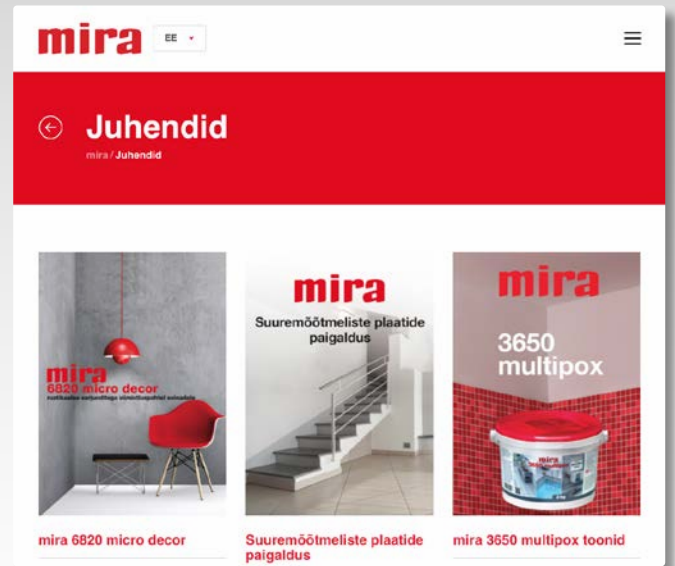 mira
EE
Juhendid
mira / Juhendid
mira
6820 micro decor
mira
Suuremõõtmeliste plaatide
paigaldus
mira
3650
multipox
mira
mira 6820 micro decor
Suuremõõtmeliste plaatide
paigaldus
mira 3650 multipox toonid